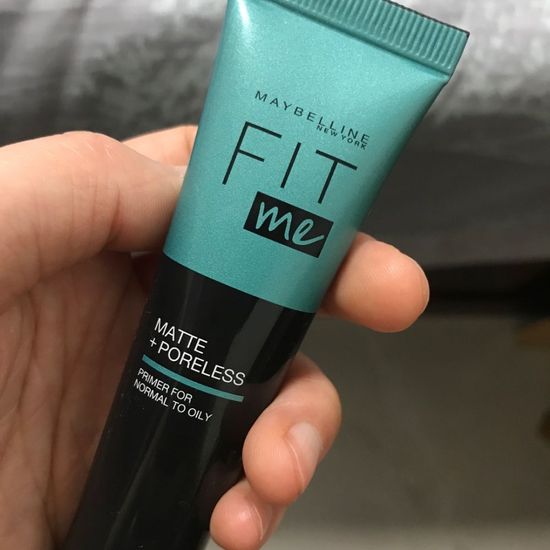 MAYBELLINE
NEW YORK
FIT
me
MATTE
+ PORELESS
PRIMER FOR
NORMAL TO OILY